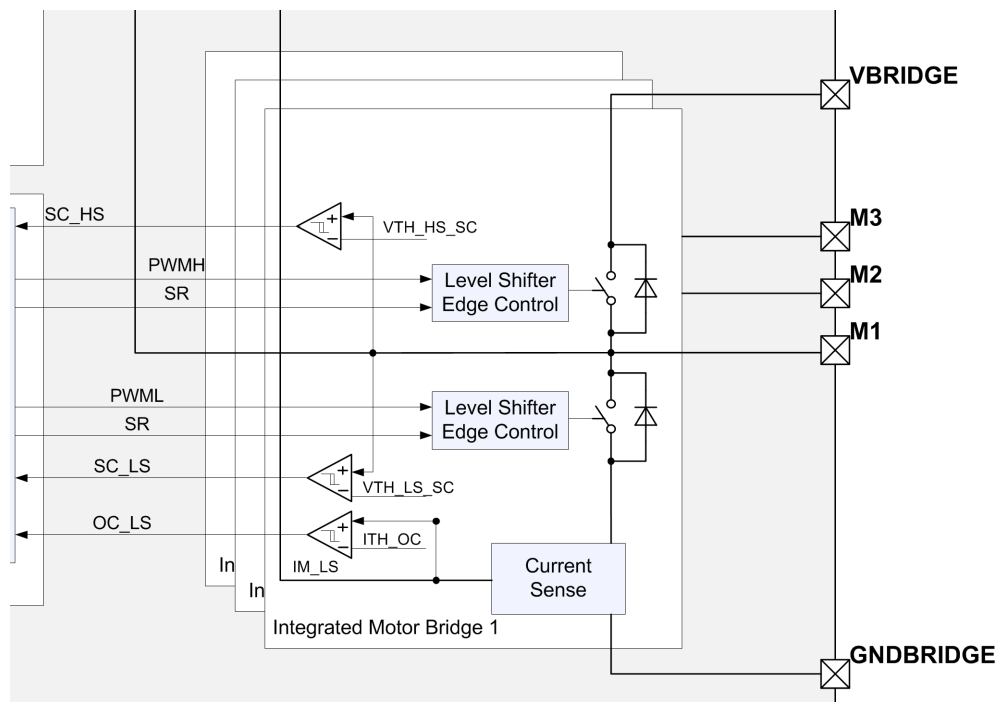 VBRIDGE
SC_HS
+
−
VTH_HS_SC
M3
PWMH
SR
Level Shifter
Edge Control
M2
M1
PWML
SR
Level Shifter
Edge Control
SC_LS
+
−
VTH_LS_SC
OC_LS
+
−
ITH_OC
In
IM_LS
Current
Sense
In
Integrated Motor Bridge 1
GNDBRIDGE